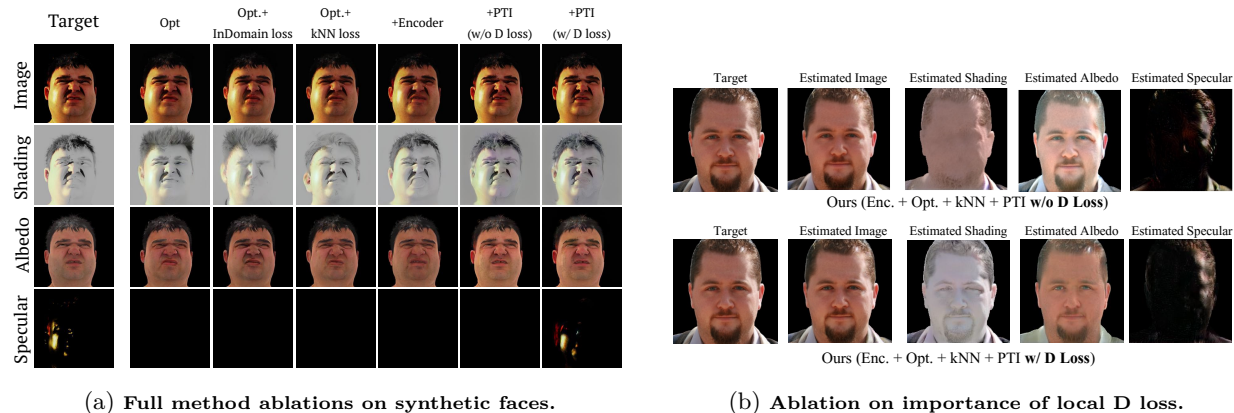 Target
Opt
Opt.+
InDomain loss
Opt.+
kNN loss
+Encoder
+PTI
(w/o D loss)
+PTI
(w/ D loss)
Image
Shading
Albedo
Specular
(a) Full method ablations on synthetic faces.
Target Estimated Image Estimated Shading Estimated Albedo Estimated Specular
Ours (Enc. + Opt. + kNN + PTI w/o D Loss)
Target Estimated Image Estimated Shading Estimated Albedo Estimated Specular
Ours (Enc. + Opt. + kNN + PTI w/ D Loss)
(b) Ablation on importance of local D loss.